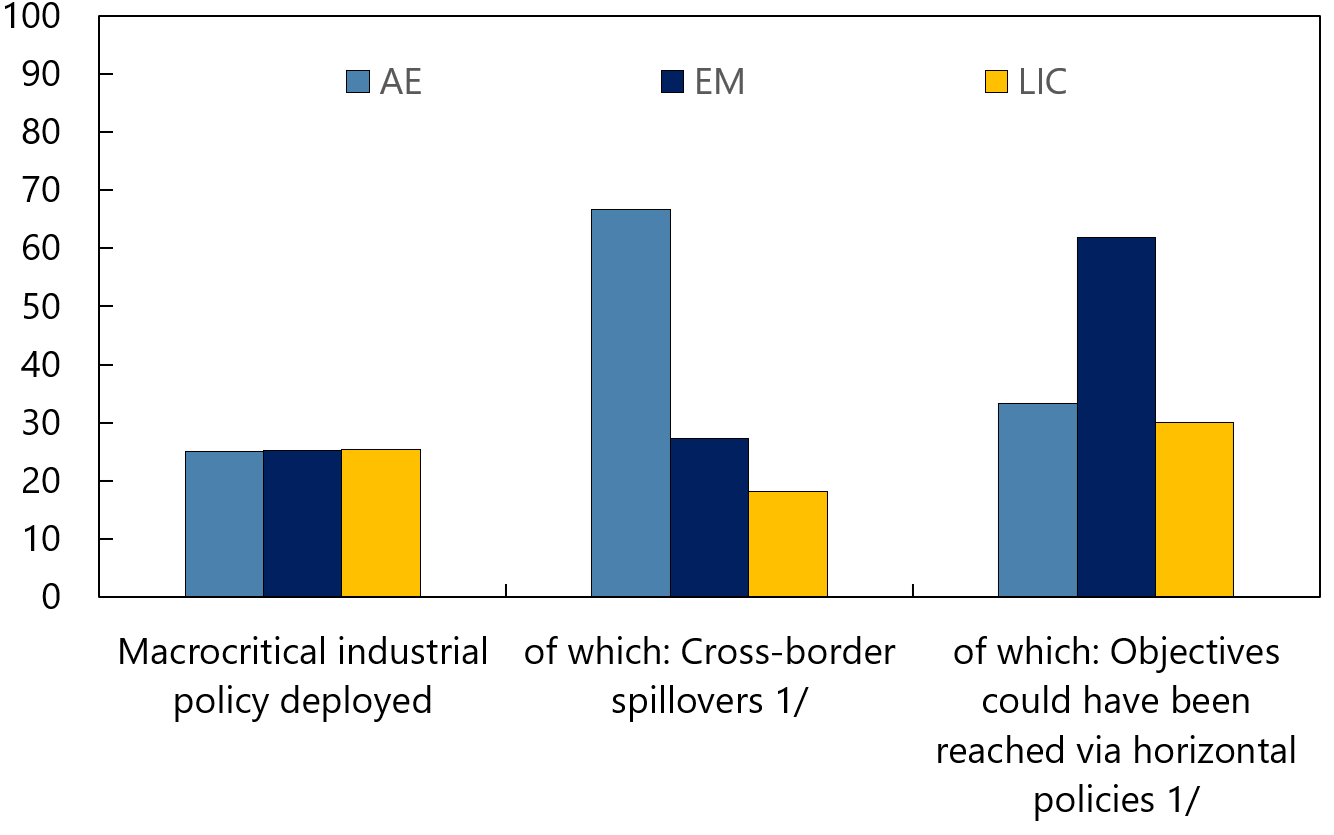 100
90
80
70
60
50
40
30
20
10
0
AE
EM
LIC
Macrocritical industrial
policy deployed
of which: Cross-border
spillovers 1/
of which: Objectives
could have been
reached via horizontal
policies 1/